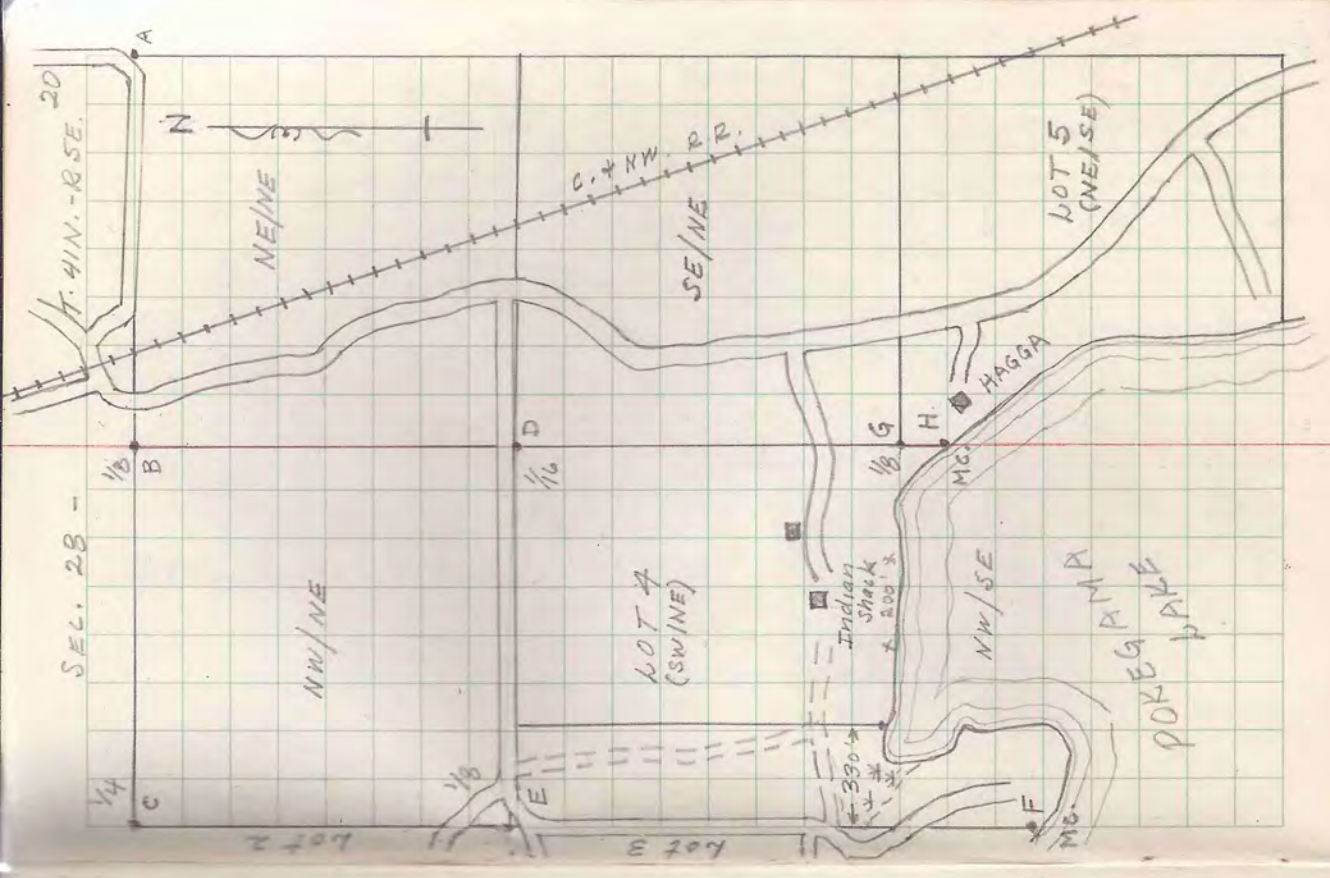 SEC. 28 -
T. 41N. - R5E. 20
A
N
1/4
C
1/8
B
NW/NE
NE/NE
C. & NW. R.R.
Lot 2
1/8
E
1/16
D
SE/NE
LOT 4
(SW/NE)
Lot 3
Indian
Shack
200'
330'
1/8
G
H.
MC.
HAGGA
LOT 5
(NE/SE)
NW/SE
F
MC.
POKEGAMA
LAKE